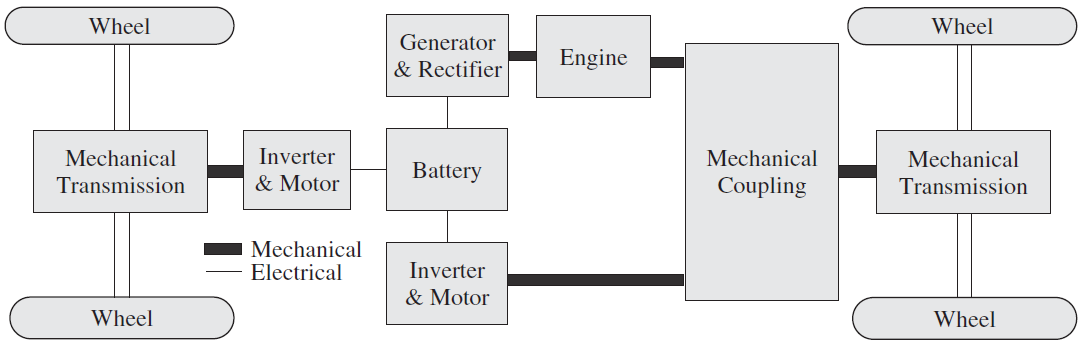 Wheel
Wheel
Generator
& Rectifier
Engine
Mechanical
Transmission
Inverter
& Motor
Battery
Mechanical
Coupling
Mechanical
Transmission
Mechanical
Electrical
Inverter
& Motor
Wheel
Wheel